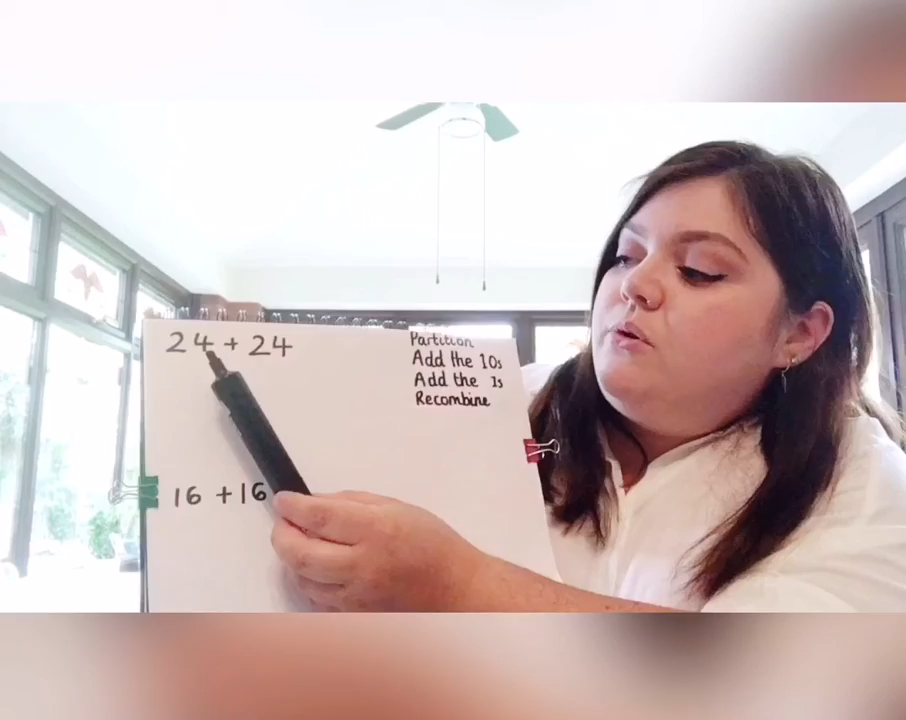 24 + 24
Partition
Add the 10s
Add the 1s
Recombine
16 + 16